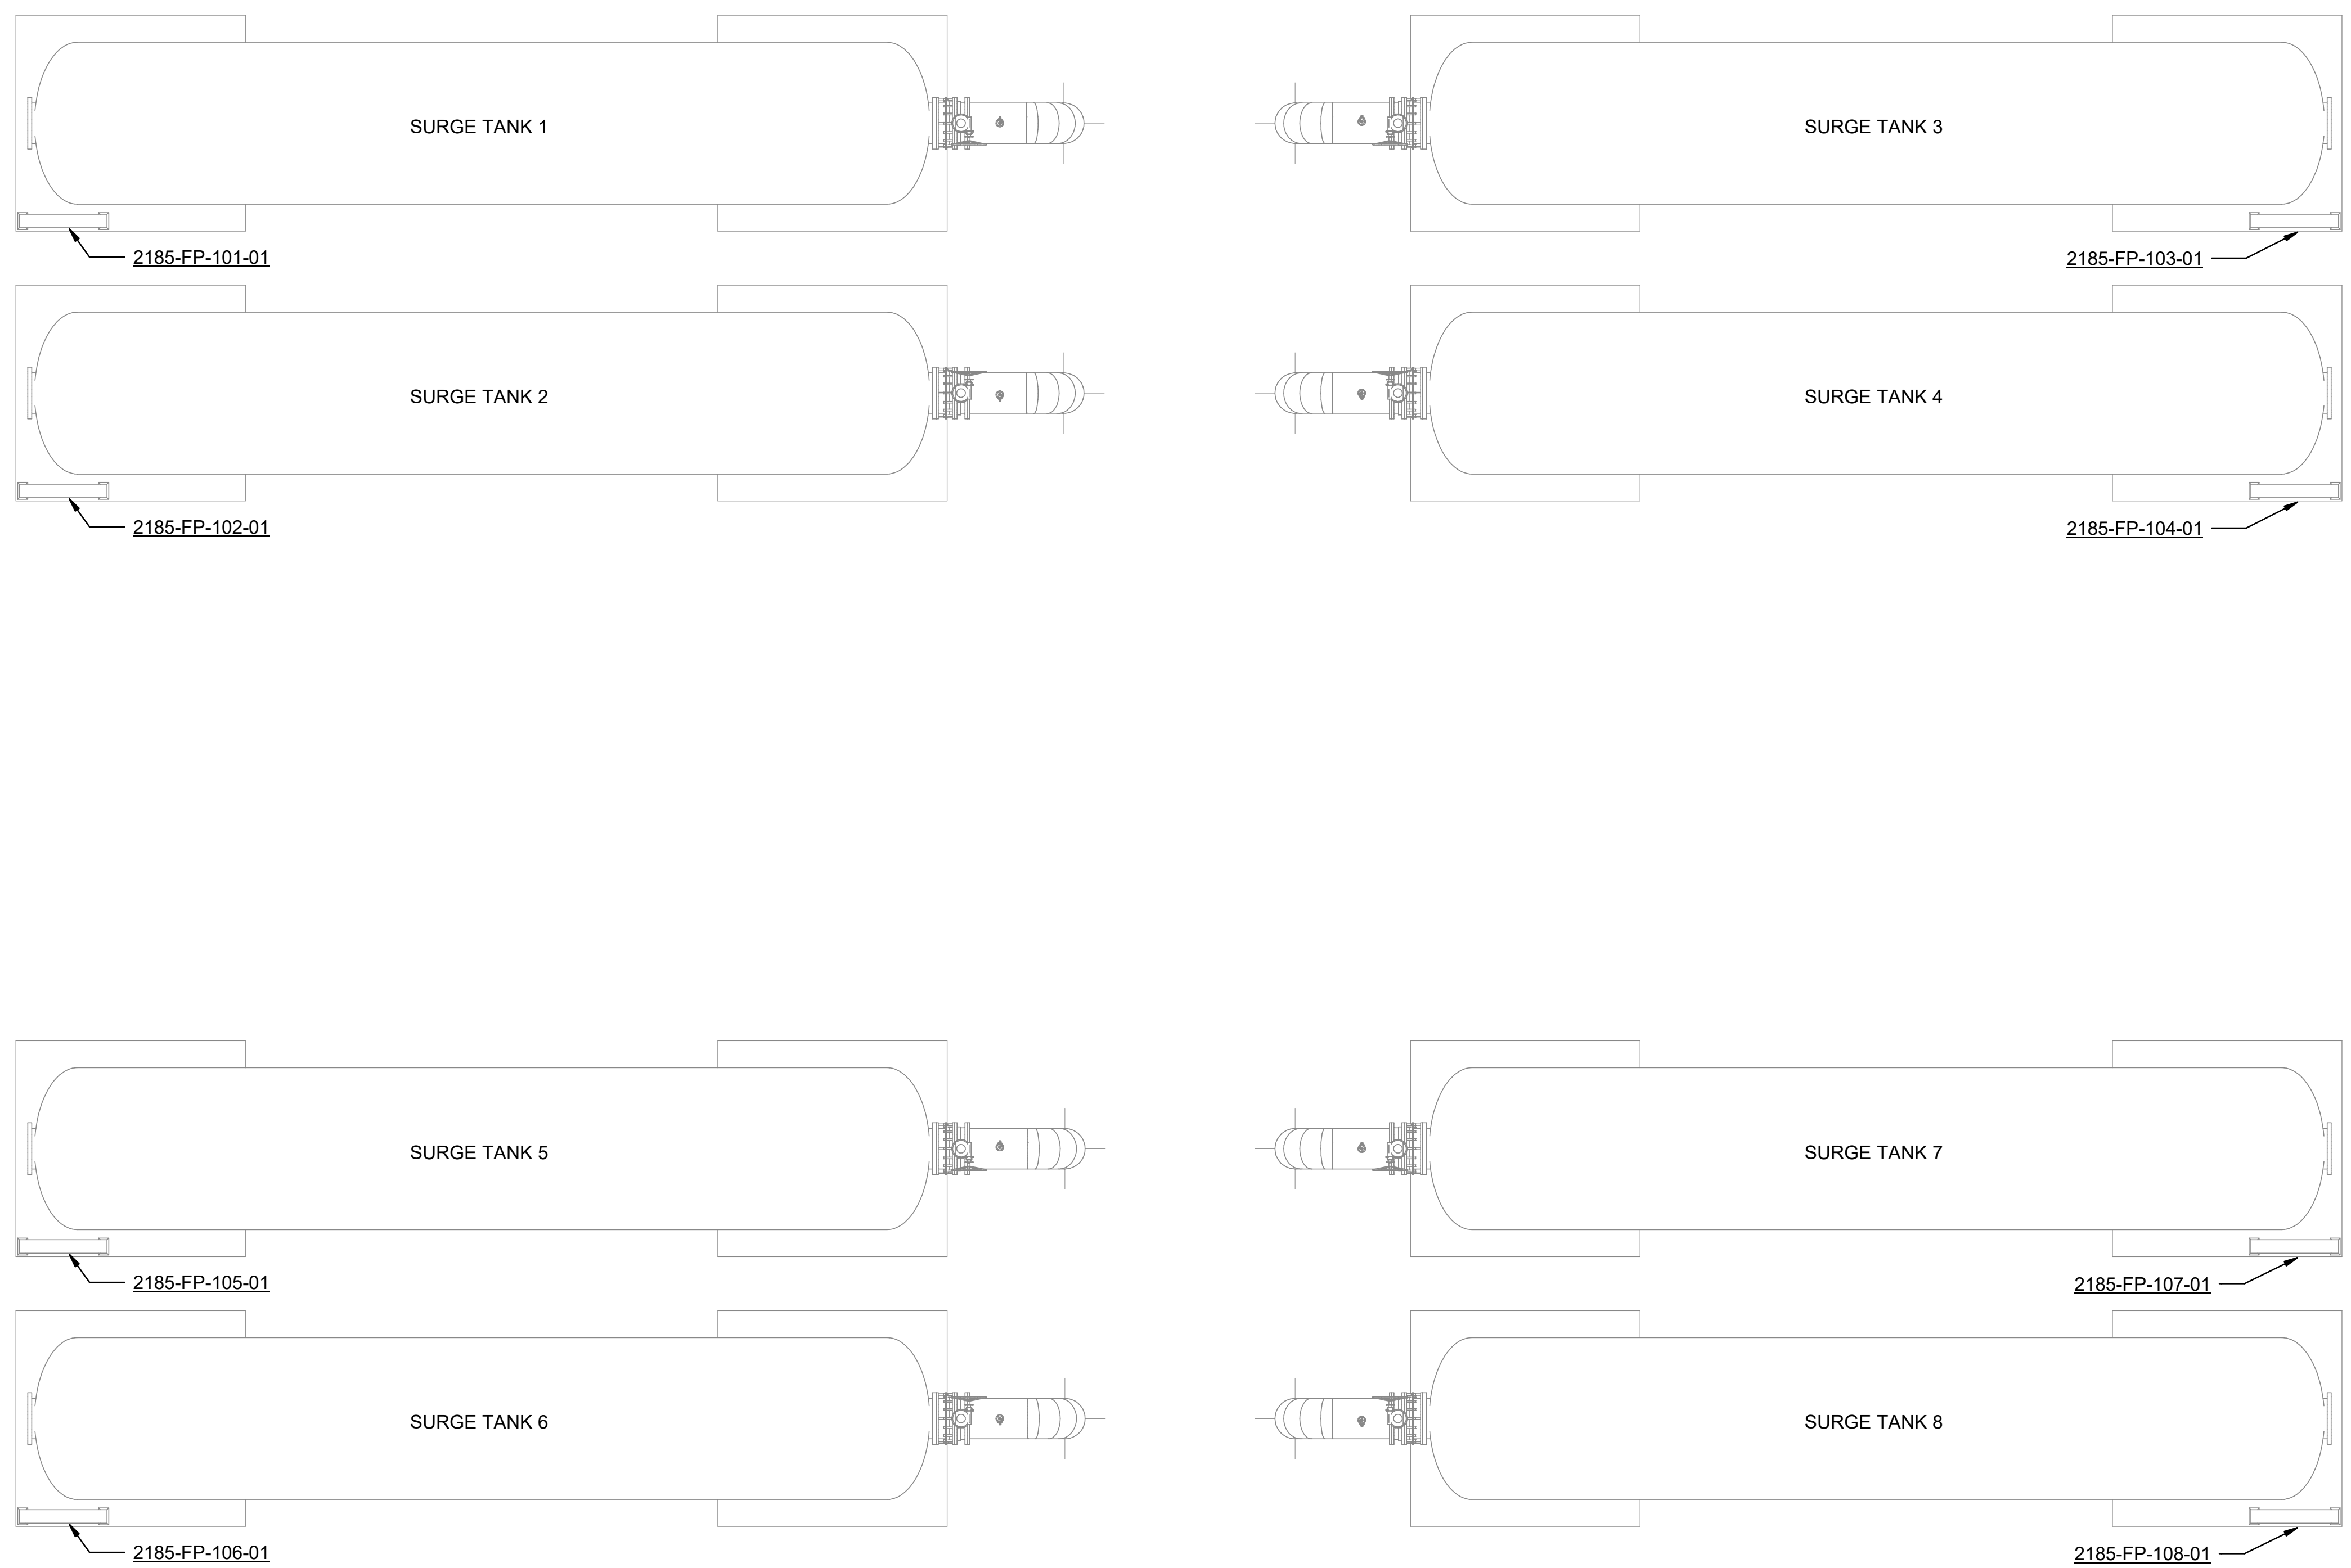 SURGE TANK 1
SURGE TANK 3
2185-FP-101-01
2185-FP-103-01
SURGE TANK 2
SURGE TANK 4
2185-FP-102-01
2185-FP-104-01
SURGE TANK 5
SURGE TANK 7
2185-FP-105-01
2185-FP-107-01
SURGE TANK 6
SURGE TANK 8
2185-FP-106-01
2185-FP-108-01